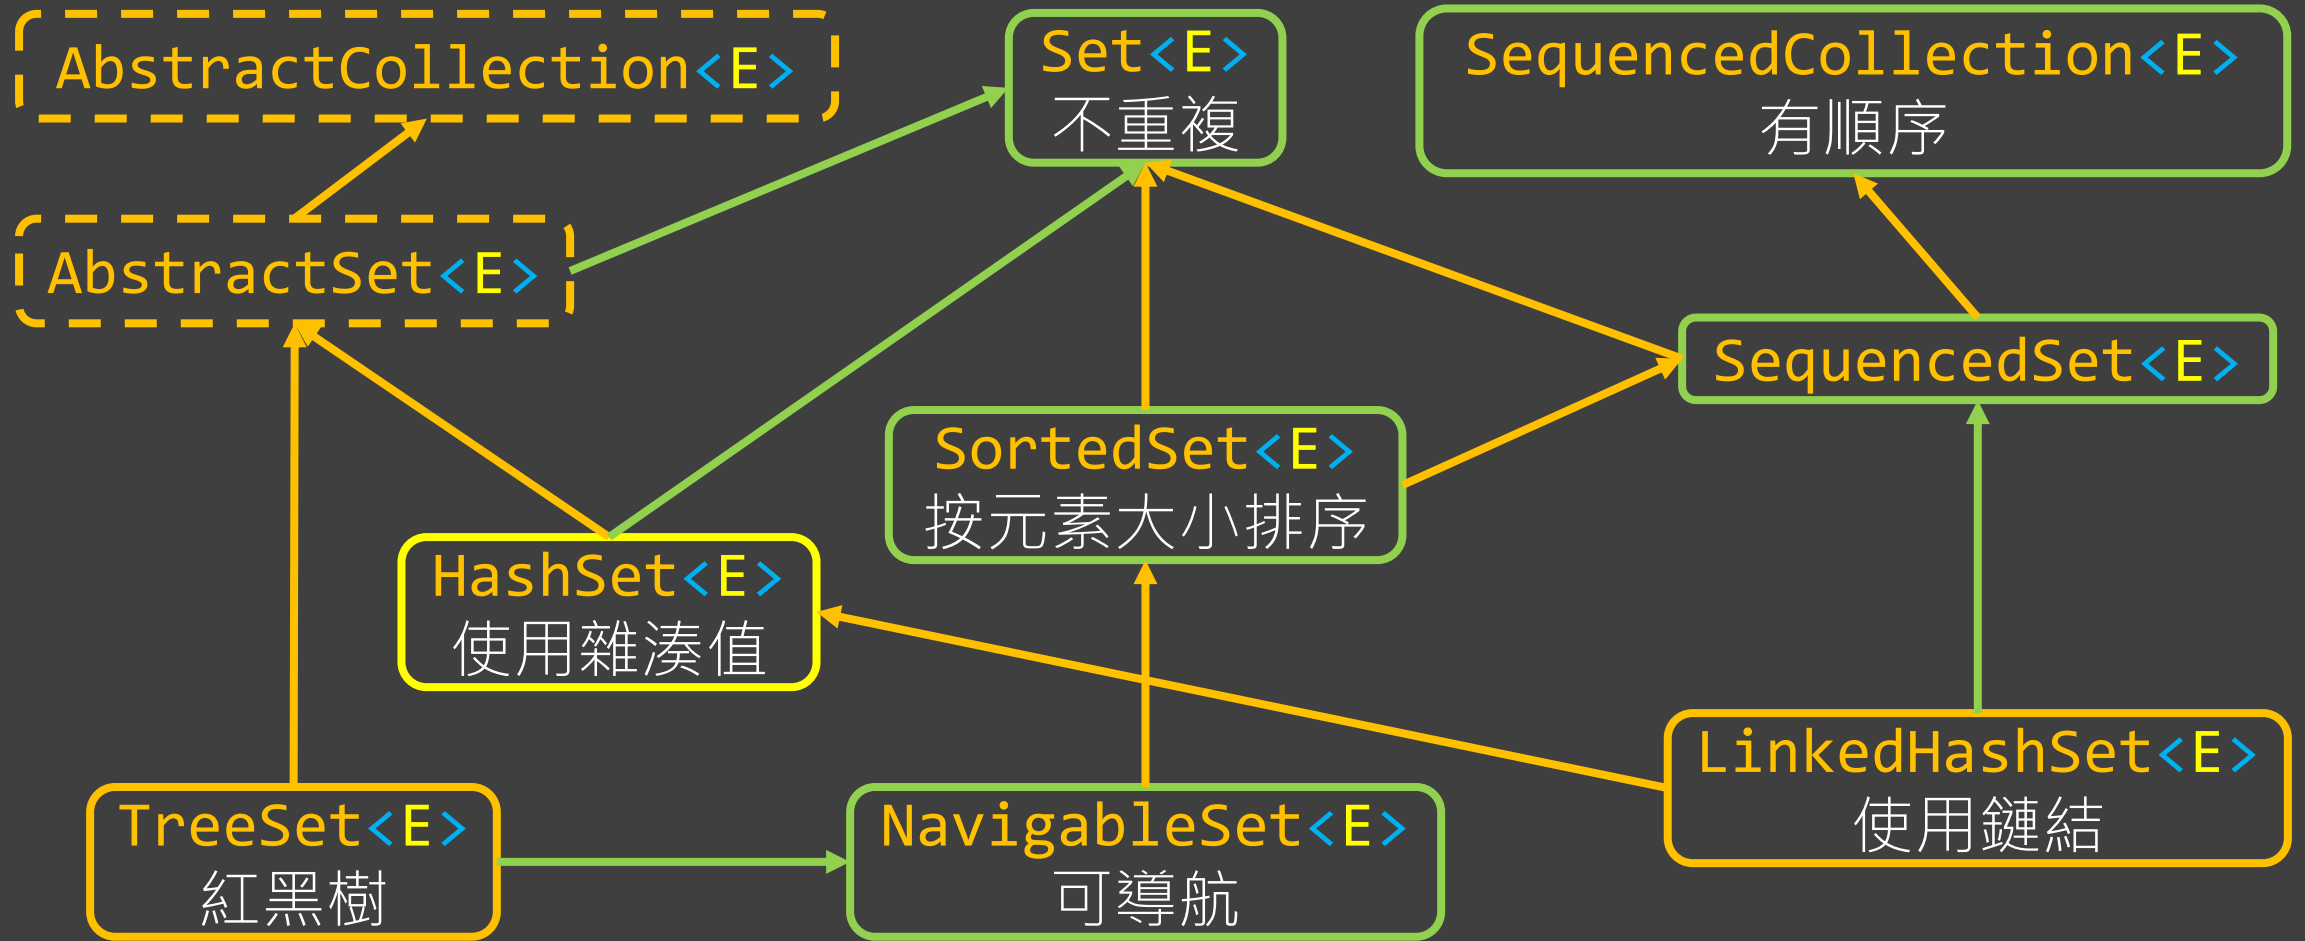 AbstractCollection<E>
Set<E>
不重複
SequencedCollection<E>
有順序
AbstractSet<E>
SequencedSet<E>
SortedSet<E>
按元素大小排序
HashSet<E>
使用雜湊值
LinkedHashSet<E>
使用鏈結
TreeSet<E>
紅黑樹
NavigableSet<E>
可導航